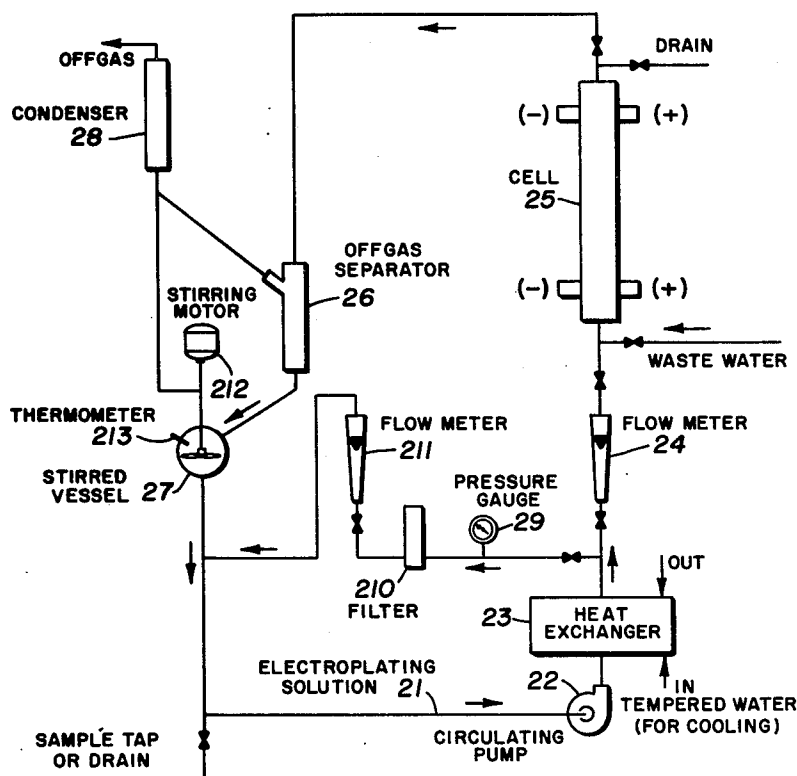 OFFGAS
DRAIN
CONDENSER
28
(-) (+)
CELL
25
OFFGAS
SEPARATOR
26
STIRRING
MOTOR
212
(-) (+)
WASTE WATER
THERMOMETER
213
FLOW METER
211
FLOW METER
24
STIRRED
VESSEL 27
PRESSURE
GAUGE
29
210
FILTER
OUT
23
HEAT
EXCHANGER
ELECTROPLATING
SOLUTION
21
22
IN
TEMPERED WATER
(FOR COOLING)
CIRCULATING
PUMP
SAMPLE TAP
OR DRAIN